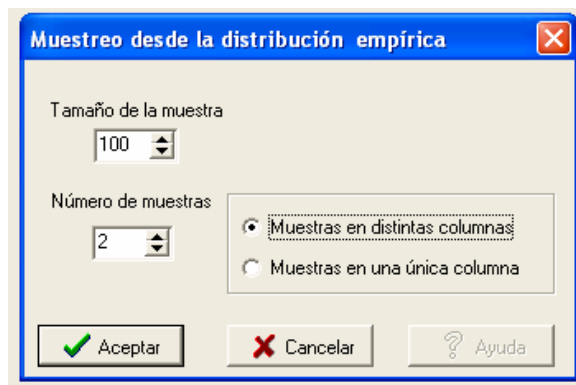 Muestreo desde la distribución empírica
Tamaño de la muestra
100
Número de muestras
2
Muestras en distintas columnas
Muestras en una única columna
Aceptar
Cancelar
Ayuda